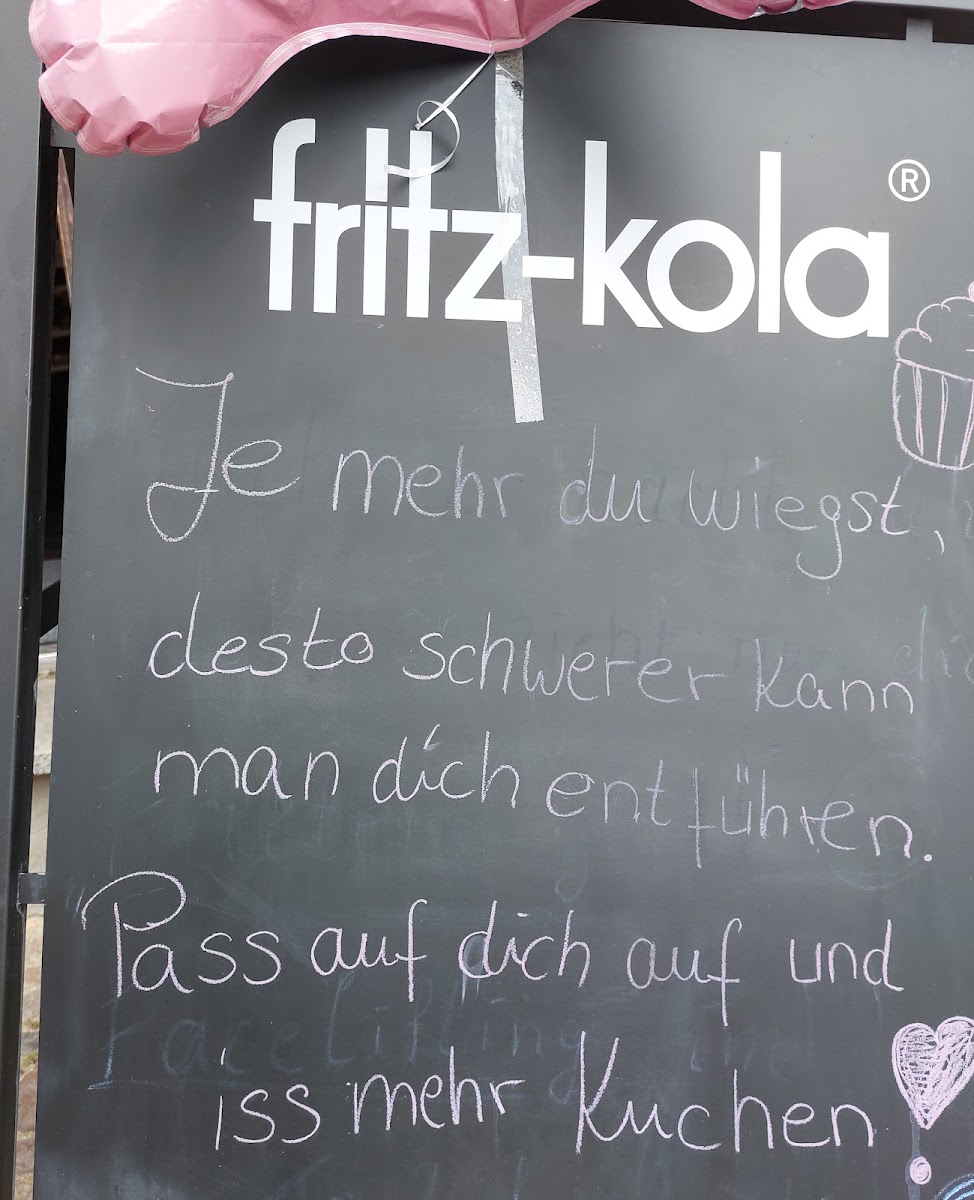 fritz-kola®
Je mehr du wiegst,
desto schwerer kann
man dich entführen.
Pass auf dich auf und
iss mehr Kuchen